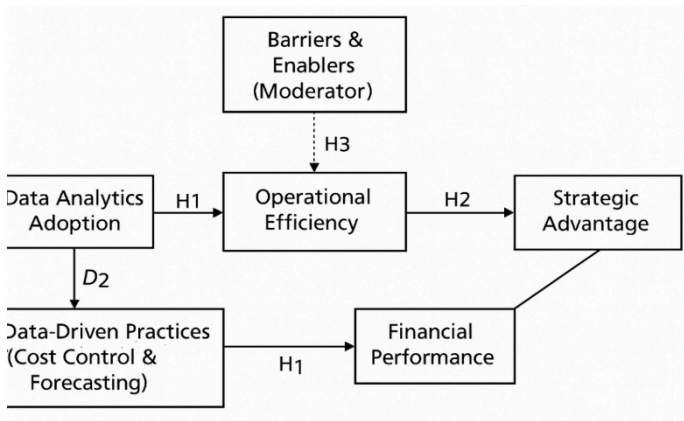 Barriers &
Enablers
(Moderator)
H3
Data Analytics
Adoption
H1
Operational
Efficiency
H2
Strategic
Advantage
D2
Data-Driven Practices
(Cost Control &
Forecasting)
H1
Financial
Performance